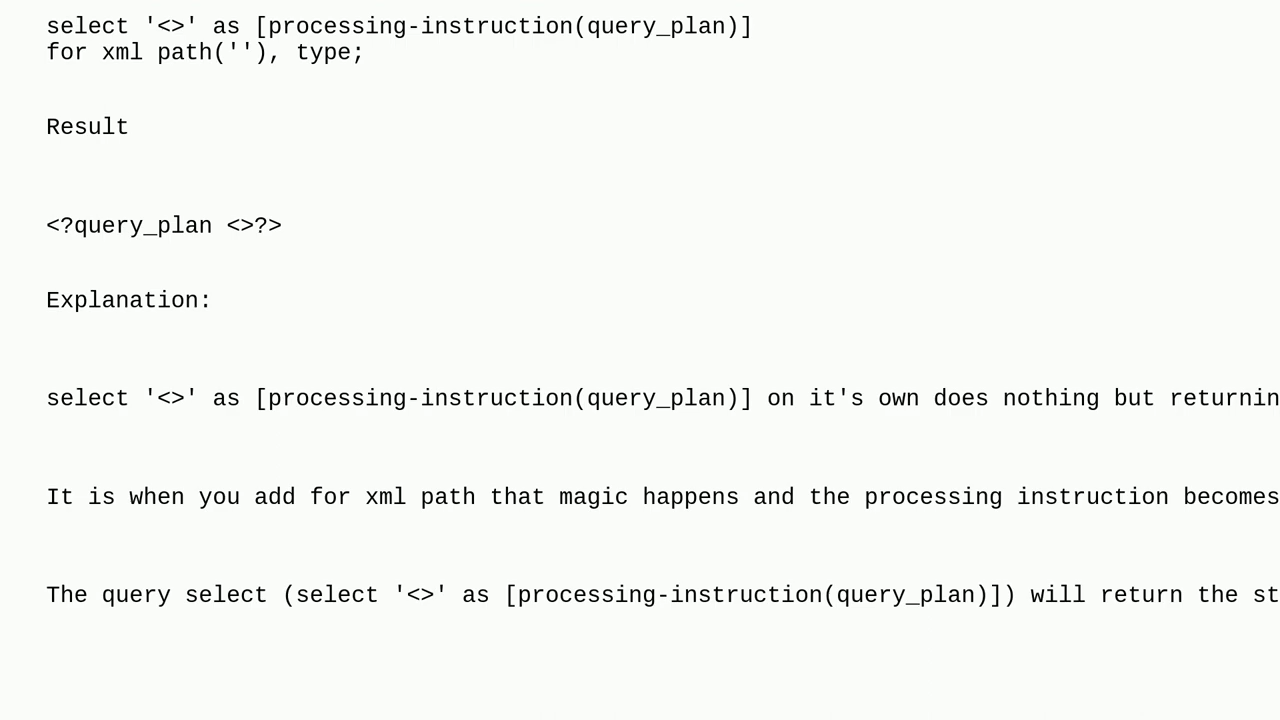 select '<>' as [processing-instruction(query_plan)]
for xml path(''), type;
Result
<?query_plan <>?>
Explanation:
select '<>' as [processing-instruction(query_plan)] on it's own does nothing but
It is when you add for xml path that magic happens and the processing instruction becomes
The query select (select '<>' as [processing-instruction(query_plan)]) will return the